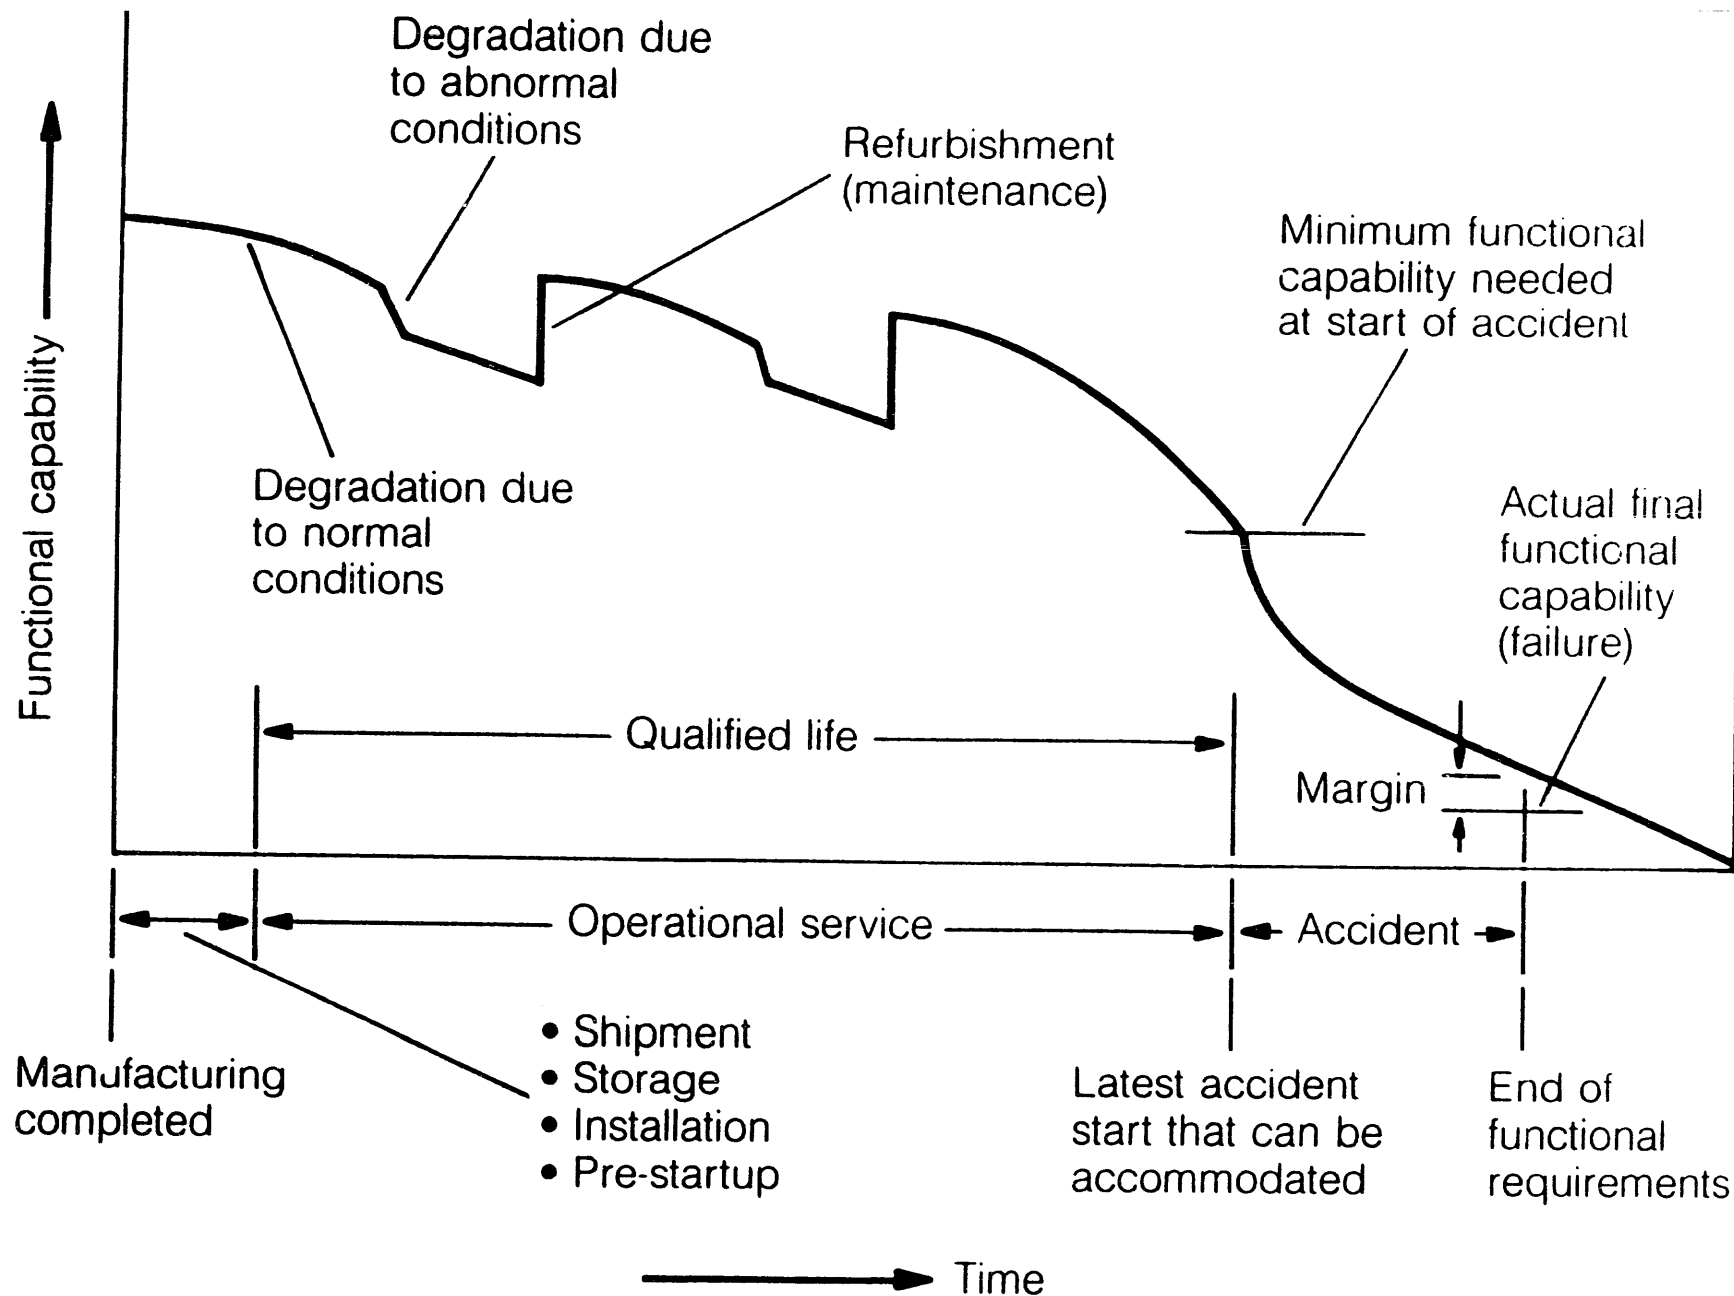 Degradation due
to abnormal
conditions
Refurbishment
(maintenance)
Minimum functional
capability needed
at start of accident
Functional capability
Degradation due
to normal
conditions
Actual final
functional
capability
(failure)
Qualified life
Margin
Operational service
Accident
Manufacturing
completed
• Shipment
• Storage
• Installation
• Pre-startup
Latest accident
start that can be
accommodated
End of
functional
requirements
Time